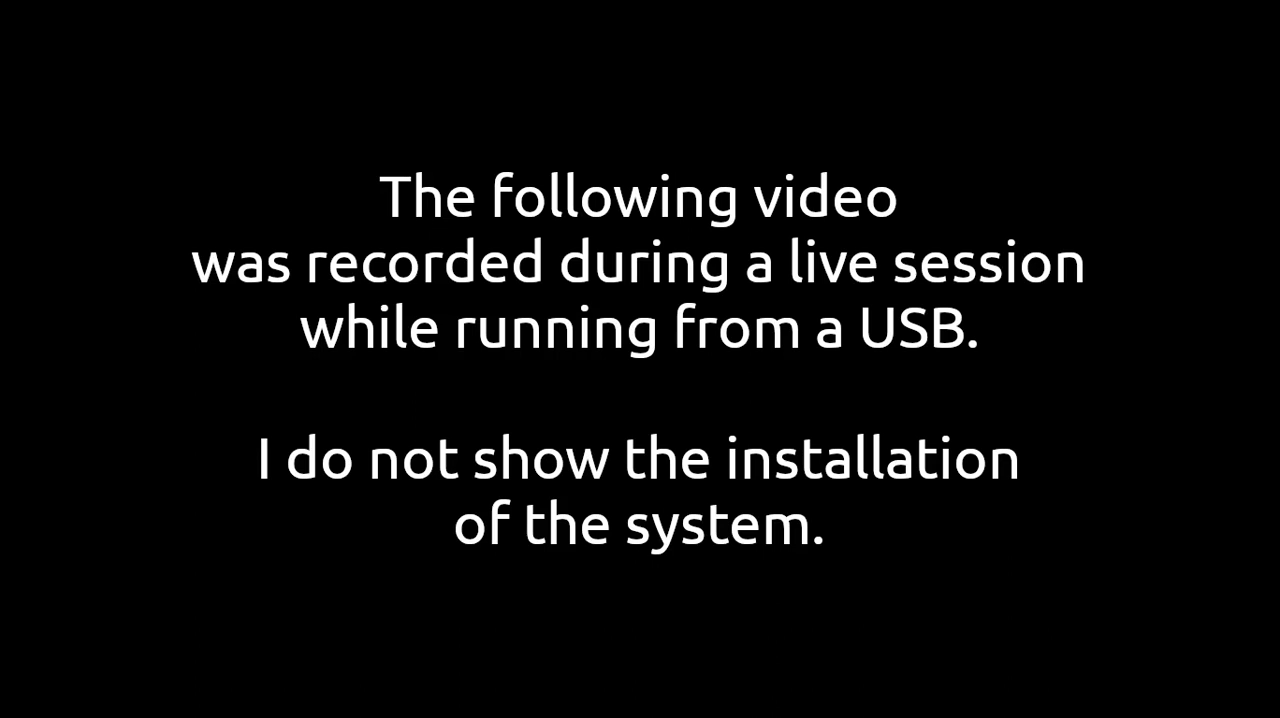 The following video
was recorded during a live session
while running from a USB.
I do not show the installation
of the system.